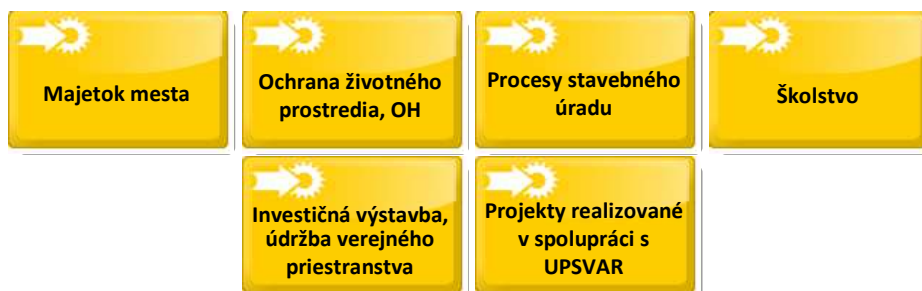 Majetok mesta
Ochrana životného
prostredia, OH
Procesy stavebného
úradu
Školstvo
Investičná výstavba,
údržba verejného
priestranstva
Projekty realizované
v spolupráci s
UPSVAR